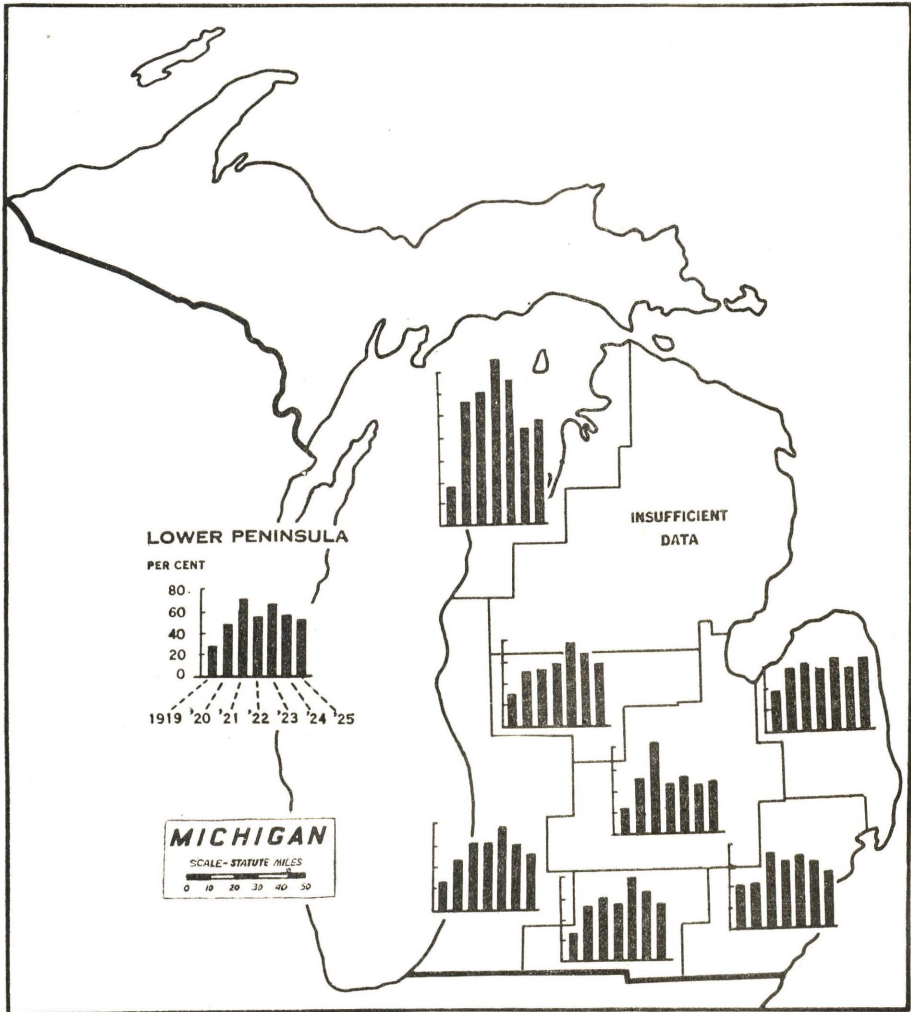 INSUFFICIENT
DATA
LOWER PENINSULA
PER CENT
80
60
40
20
0
1919 '20 '21 '22 '23 '24 '25
MICHIGAN
SCALE-STATUTE MILES
0 10 20 30 40 50